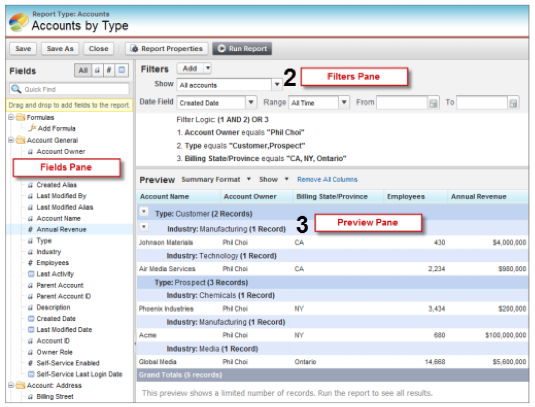 Report Type: Accounts
Accounts by Type
Save Save As Close Report Properties Run Report
Fields All # 
Quick Find
Drag and drop to add fields to the report.
Formulas
Add Formula
Account General
Account Owner
Fields Pane
Created Alias
Last Modified By
Last Modified Alias
Account Name
# Annual Revenue
Type
Industry
# Employees
Last Activity
Parent Account
Parent Account ID
Description
Created Date
Last Modified Date
Account ID
Owner Role
# Self-Service Enabled
Self-Service Last Login Date
Account: Address
Billing Street
Filters Add
Show All accounts
2 Filters Pane
Date Field Created Date Range All Time From To
Filter Logic: (1 AND 2) OR 3
1. Account Owner equals "Phil Choi"
2. Type equals "Customer,Prospect"
3. Billing State/Province equals "CA, NY, Ontario"
Preview Summary Format Show Remove All Columns
Account Name Account Owner Billing State/Province Employees Annual Revenue
Type: Customer (2 Records)
3 Preview Pane
Industry: Manufacturing (1 Record)
Johnson Materials Phil Choi CA 430 $4,000,000
Industry: Technology (1 Record)
Air Media Services Phil Choi CA 2,234 $980,000
Type: Prospect (3 Records)
Industry: Chemicals (1 Record)
Phoenix Industries Phil Choi NY 3,434 $200,000
Industry: Manufacturing (1 Record)
Acme Phil Choi NY 680 $100,000,000
Industry: Media (1 Record)
Global Media Phil Choi Ontario 14,668 $5,600,000
Grand Totals (5 records)
This preview shows a limited number of records. Run the report to see all results.